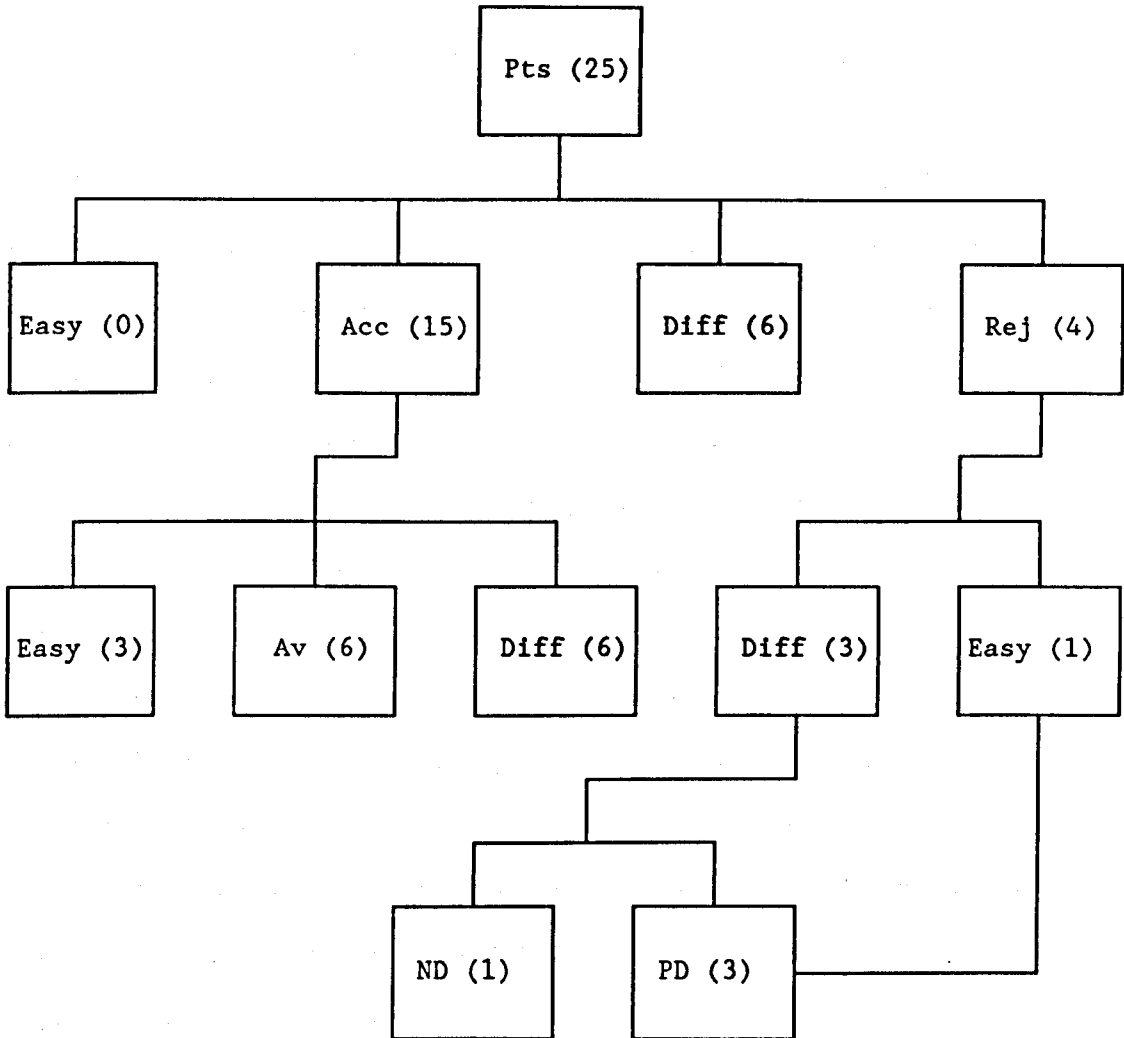 Pts (25)
Easy (0)
Acc (15)
Diff (6)
Rej (4)
Easy (3)
Av (6)
Diff (6)
Diff (3)
Easy (1)
ND (1)
PD (3)